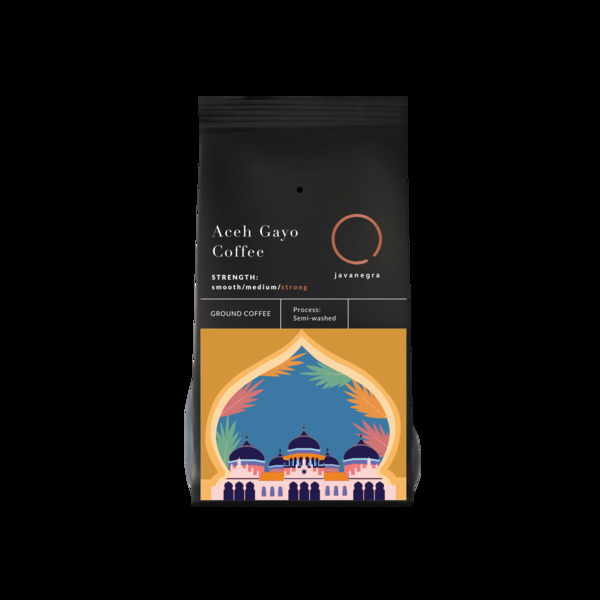 Aceh Gayo
Coffee
javanegra
STRENGTH:
smooth/medium/strong
GROUND COFFEE
Process:
Semi-washed